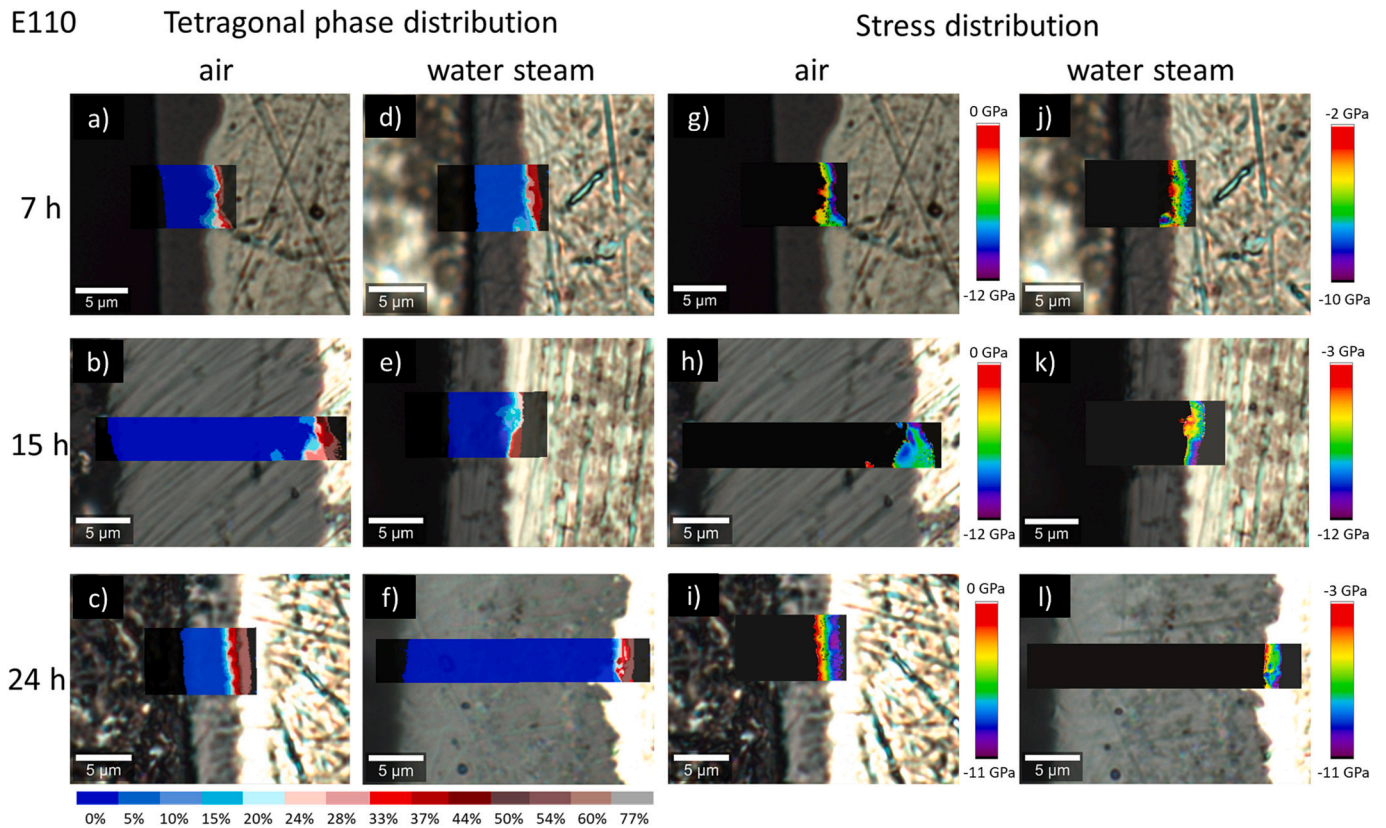 E110 Tetragonal phase distribution Stress distribution
air water steam air water steam
7 h
a) d) g) j)
0 GPa -2 GPa
-12 GPa -10 GPa
5 µm 5 µm 5 µm 5 µm
15 h
b) e) h) k)
0 GPa -3 GPa
-12 GPa -12 GPa
5 µm 5 µm 5 µm 5 µm
24 h
c) f) i) l)
0 GPa -3 GPa
-11 GPa -11 GPa
5 µm 5 µm 5 µm 5 µm
0% 5% 10% 15% 20% 24% 28% 33% 37% 44% 50% 54% 60% 77%